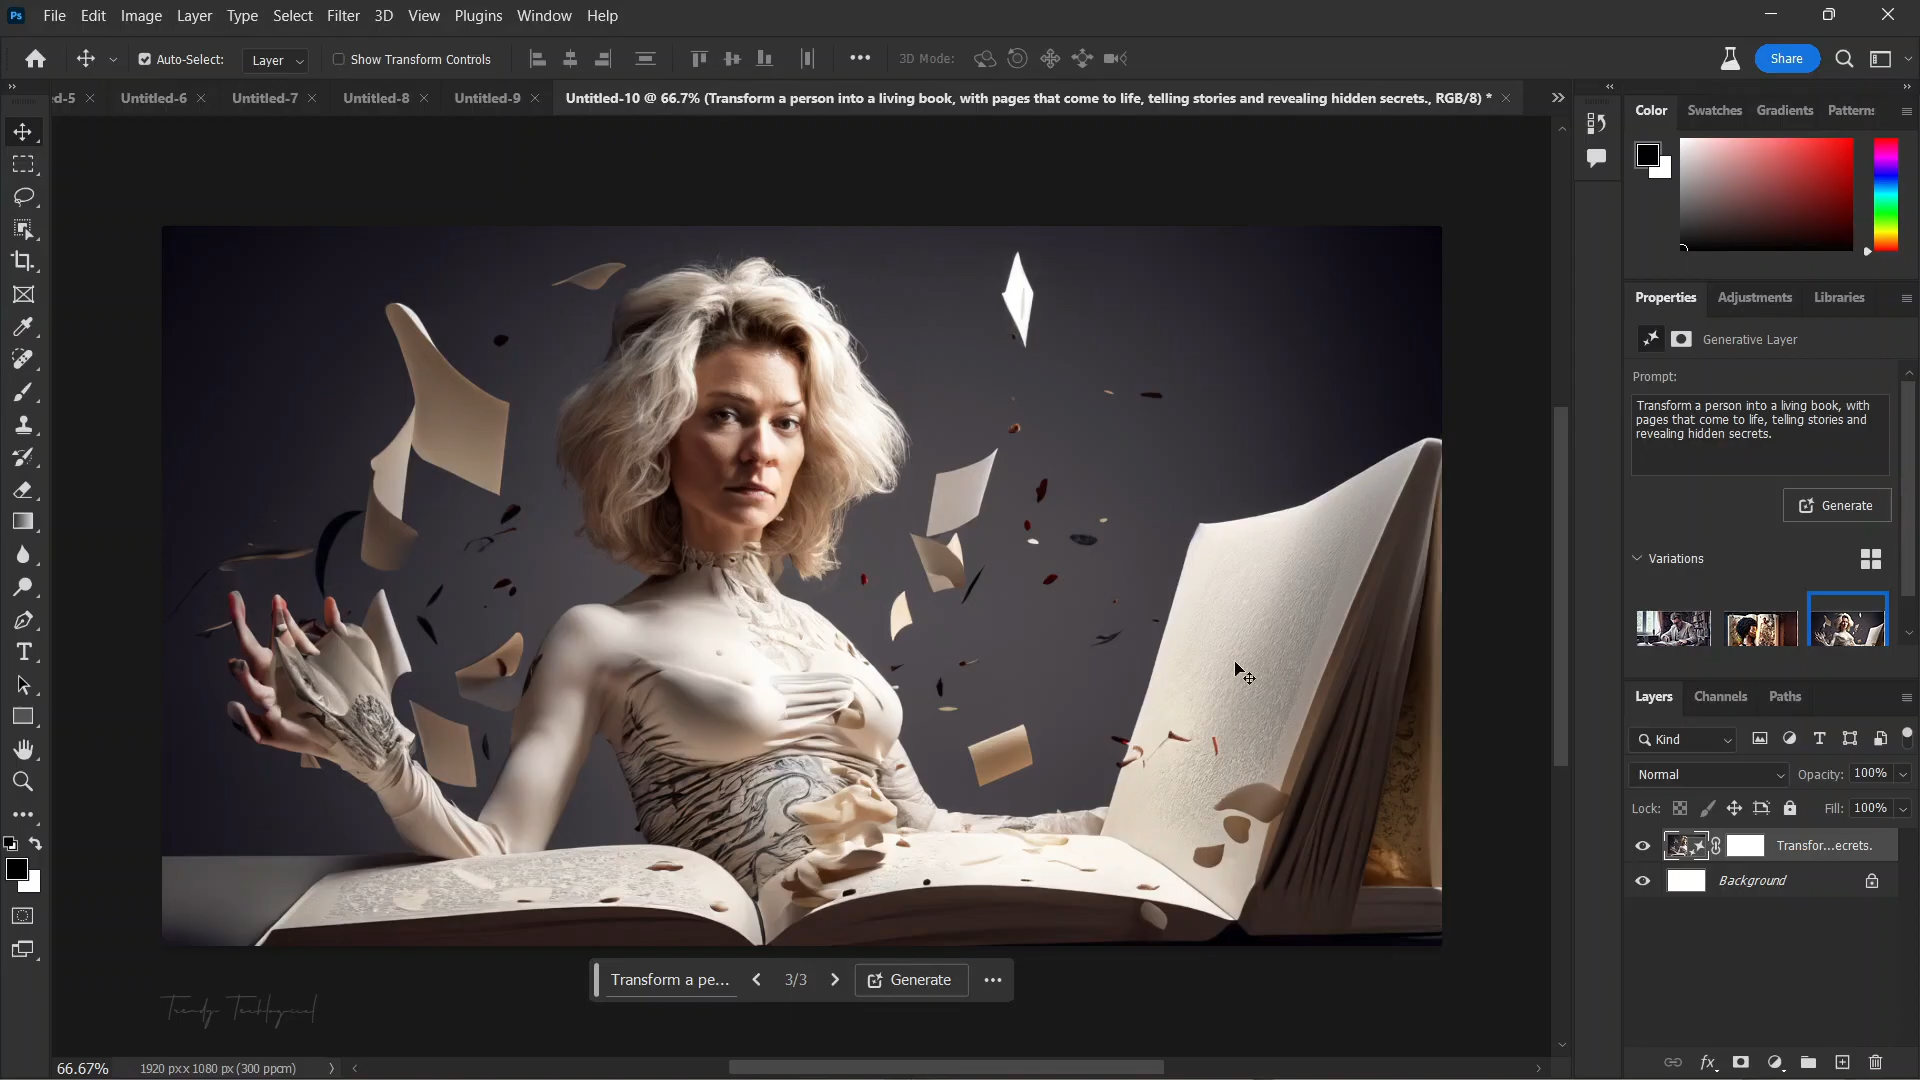 Ps File Edit Image Layer Type Select Filter 3D View Plugins Window Help
Auto-Select: Layer Show Transform Controls 3D Mode: Share
ed-5 Untitled-6 Untitled-7 Untitled-8 Untitled-9 Untitled-10 @ 66.7% (Transform a person into a living book, with pages that come to life, telling stories and revealing hidden secrets., RGB/8) *
Color Swatches Gradients Patterns
Properties Adjustments Libraries
Generative Layer
Prompt:
Transform a person into a living book, with
pages that come to life, telling stories and
revealing hidden secrets.
Generate
Variations
Layers Channels Paths
Kind
Normal Opacity: 100%
Lock: Fill: 100%
Transfor...ecrets.
Background
Transform a pe... 3/3 Generate
Trendy
66.67% 1920 px x 1080 px (300 ppcm)